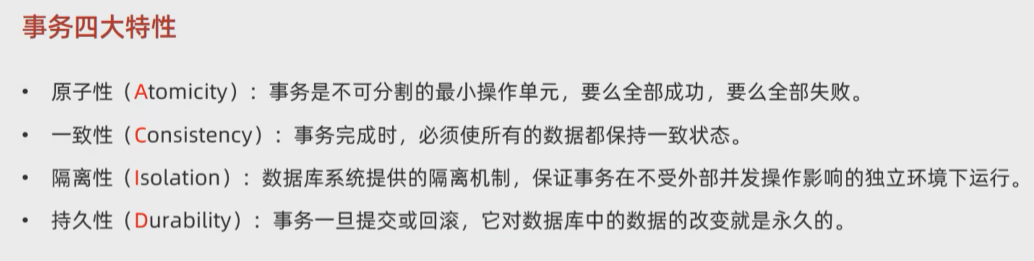 事务四大特性
• 原子性（Atomicity）：事务是不可分割的最小操作单元，要么全部成功，要么全部失败。
• 一致性（Consistency）：事务完成时，必须使所有的数据都保持一致状态。
• 隔离性（Isolation）：数据库系统提供的隔离机制，保证事务在不受外部并发操作影响的独立环境下运行。
• 持久性（Durability）：事务一旦提交或回滚，它对数据库中的数据的改变就是永久的。